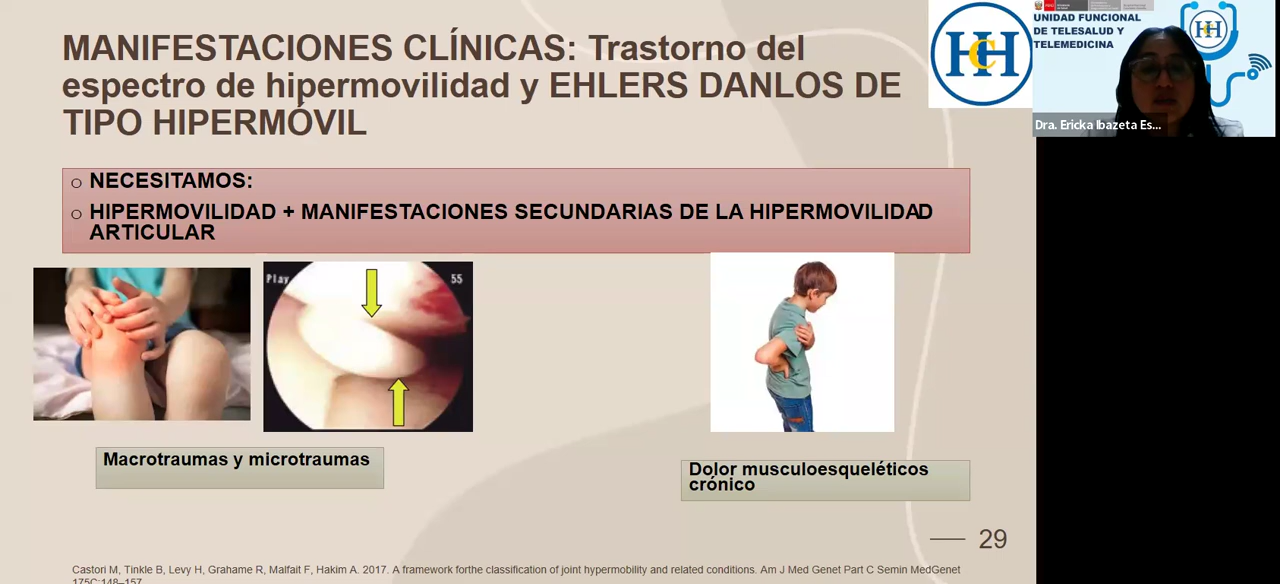 MANIFESTACIONES CLÍNICAS: Trastorno del
espectro de hipermovilidad y EHLERS DANLOS DE
TIPO HIPERMÓVIL
HCH
UNIDAD FUNCIONAL
DE TELESALUD Y
TELEMEDICINA
HCH
PERÚ
Dra. Ericka Ibazeta Es...
o NECESITAMOS:
o HIPERMOVILIDAD + MANIFESTACIONES SECUNDARIAS DE LA HIPERMOVILIDAD
ARTICULAR
Play
55
Macrotraumas y microtraumas
Dolor musculoesqueléticos
crónico
29
Castori M, Tinkle B, Levy H, Grahame R, Malfait F, Hakim A. 2017. A framework forthe classification of joint hypermobility and related conditions. Am J Med Genet Part C Semin MedGenet
175C:148–157.